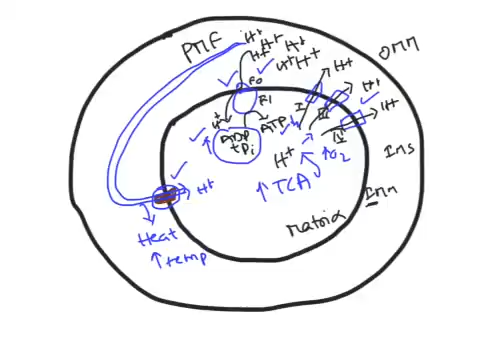 PMF
H+ H+ H+
H+ H+ H+
OMM
F0
F1
H+
ADP
+Pi
ATP
I
III
IV
H+
H+
H+
H+
↑O2
↑TCA
Ims
Imm
Matrix
H+
Heat
↑temp